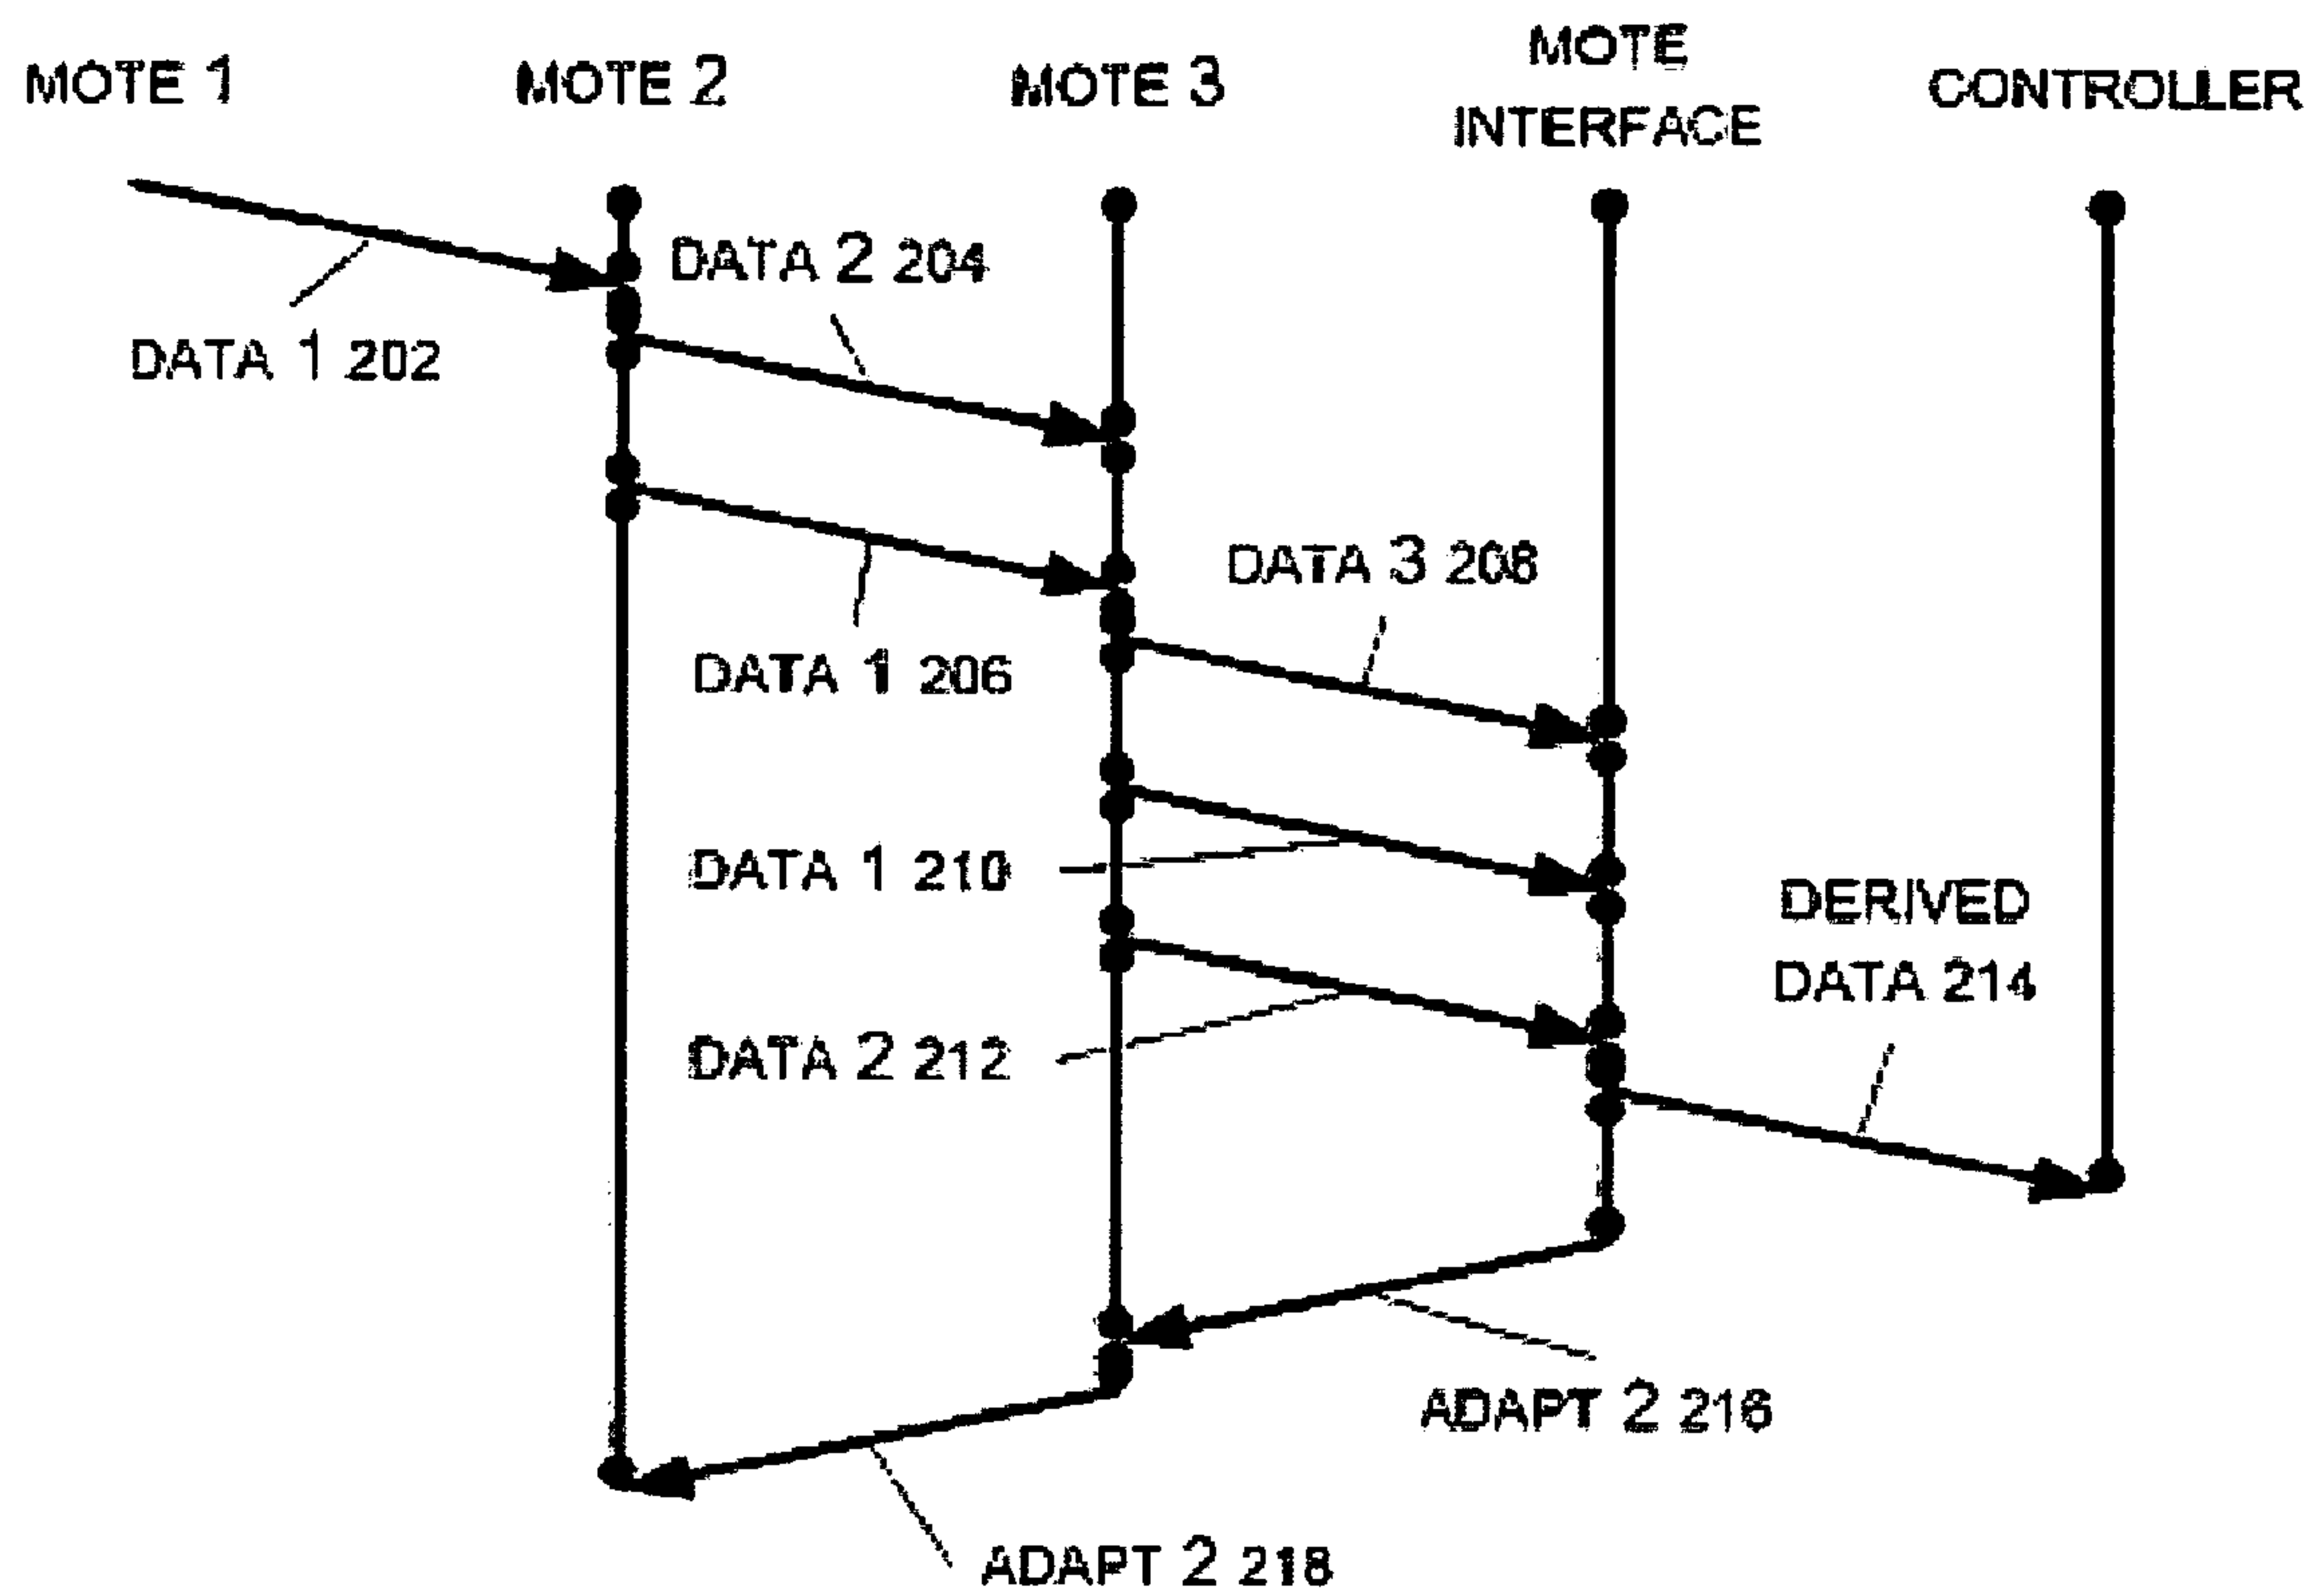 MOTE 1
MOTE 2
MOTE 3
MOTE
INTERFACE
CONTROLLER
DATA 2 204
DATA 1 202
DATA 3 208
DATA 1 206
DATA 1 210
DERIVED
DATA 214
DATA 2 212
ADAPT 2 216
ADAPT 2 218